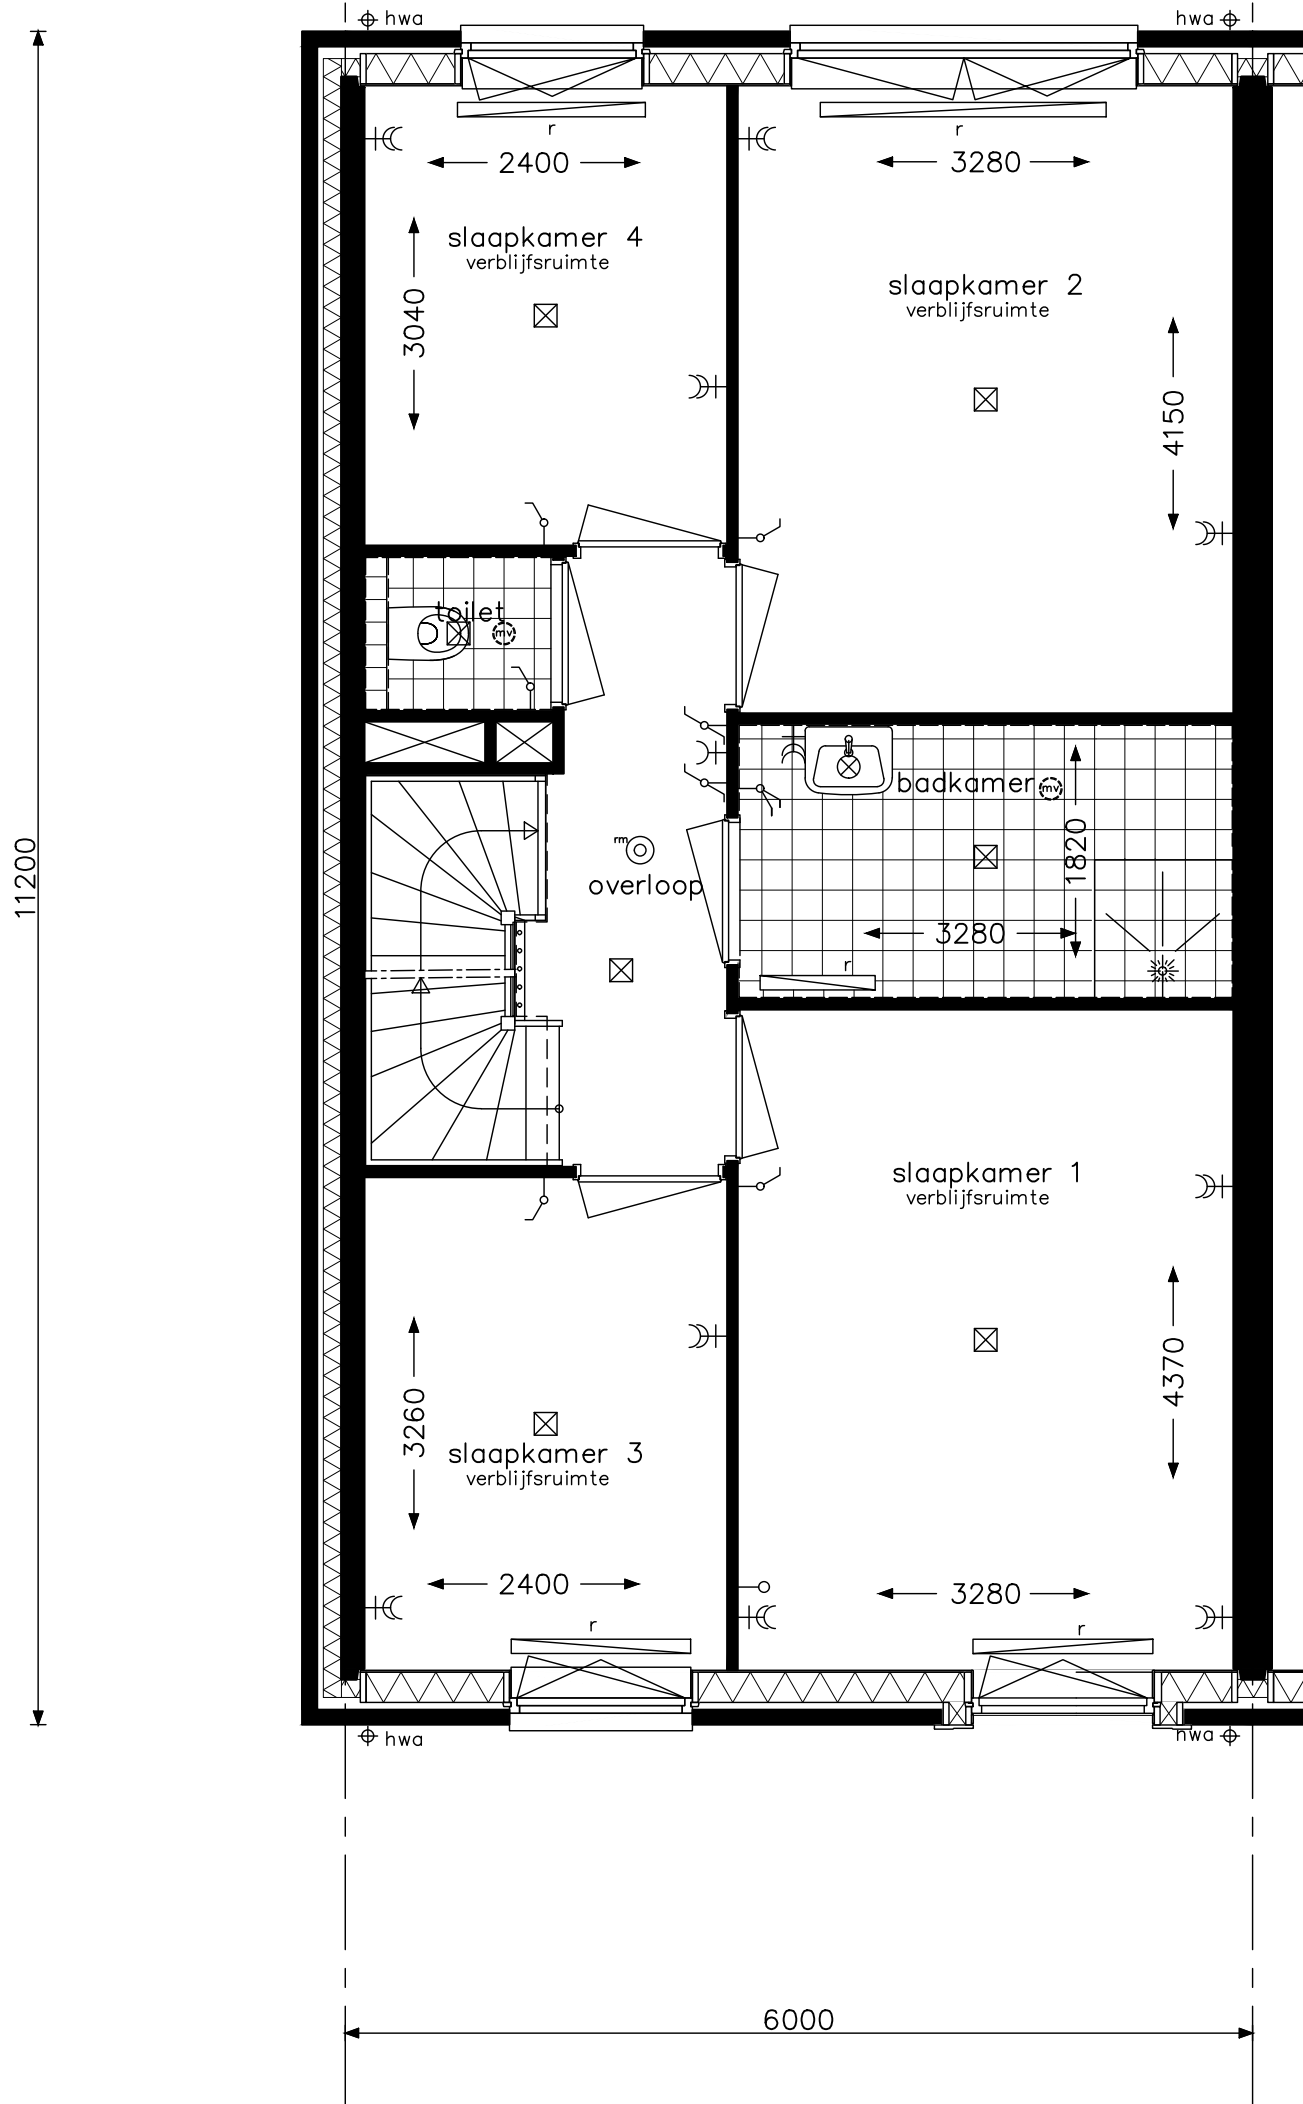 hwa
hwa
r
r
2400
3280
slaapkamer 4
verblijfsruimte
3040
slaapkamer 2
verblijfsruimte
4150
toilet
mv
badkamer
mv
1820
rm
overloop
3280
r
11200
slaapkamer 1
verblijfsruimte
4370
3260
slaapkamer 3
verblijfsruimte
2400
3280
r
r
hwa
hwa
6000